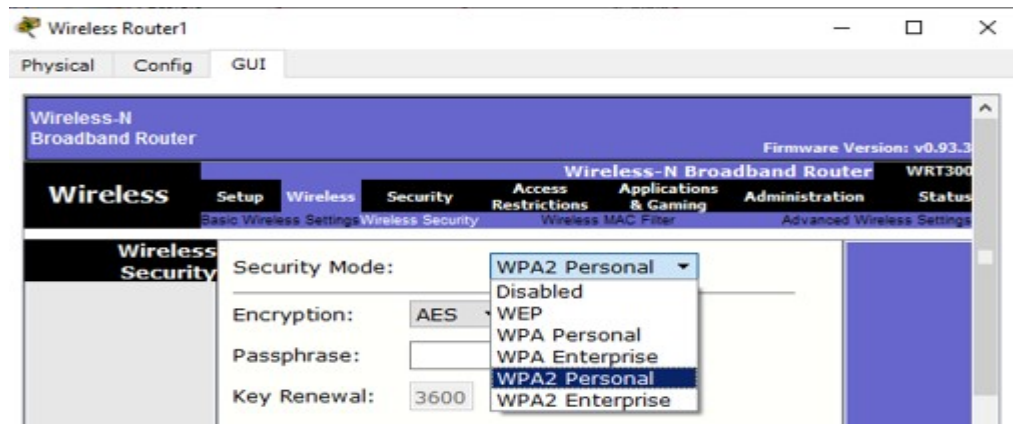 Wireless Router1
Physical Config GUI
Wireless-N
Broadband Router
Firmware Version: v0.93.3
Wireless-N Broadband Router WRT300
Wireless
Setup Wireless Security Access Restrictions Applications & Gaming Administration Status
Basic Wireless Settings Wireless Security Wireless MAC Filter Advanced Wireless Settings
Wireless
Security
Security Mode: WPA2 Personal
Disabled
Encryption: AES WEP
WPA Personal
Passphrase: WPA Enterprise
WPA2 Personal
Key Renewal: 3600 WPA2 Enterprise